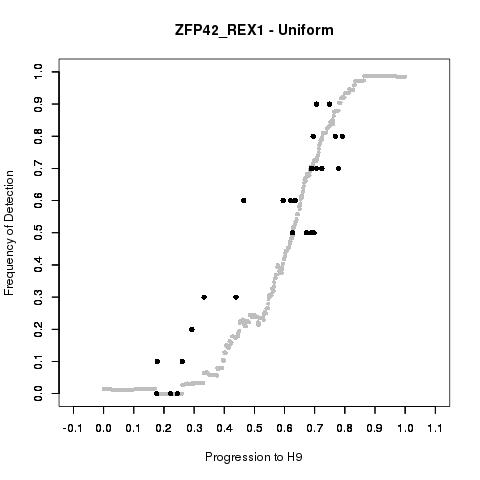 ZFP42_REX1 - Uniform
Frequency of Detection
1.0
0.9
0.8
0.7
0.6
0.5
0.4
0.3
0.2
0.1
0.0
-0.1 0.0 0.1 0.2 0.3 0.4 0.5 0.6 0.7 0.8 0.9 1.0 1.1
Progression to H9